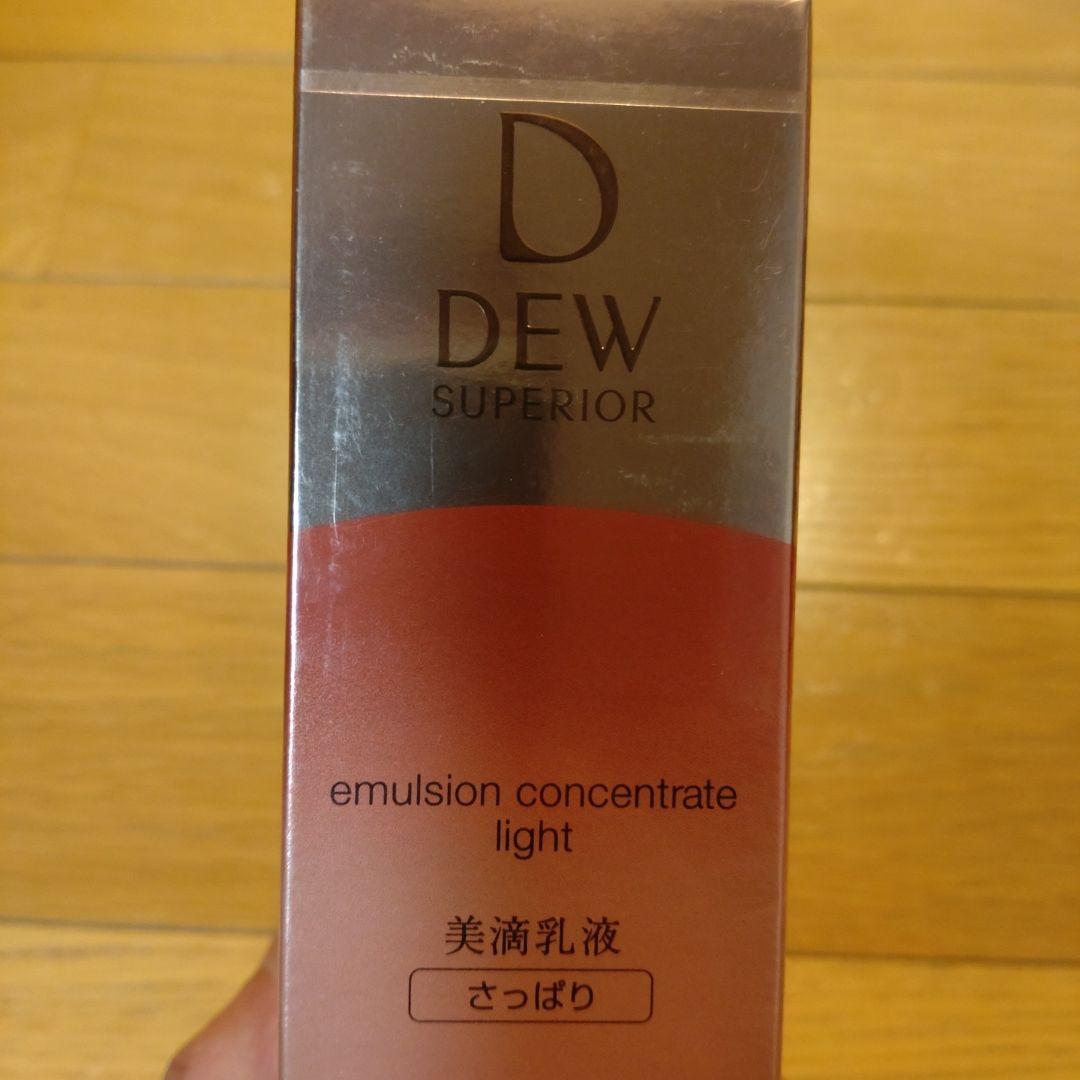 D
DEW
SUPERIOR
emulsion concentrate
light
美滴乳液
さっぱり